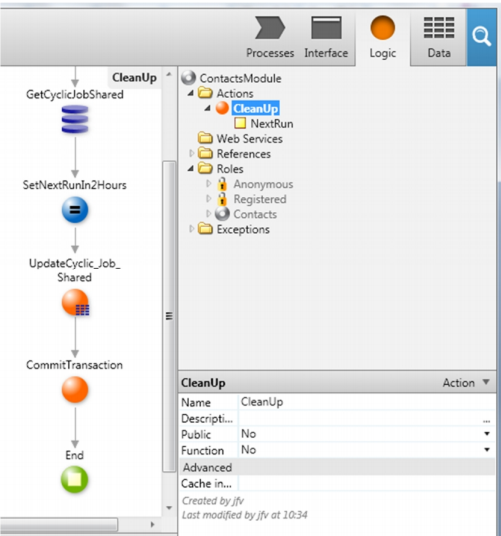 Processes Interface Logic Data
CleanUp
GetCyclicJobShared
SetNextRunIn2Hours
UpdateCyclic_Job_
Shared
CommitTransaction
End
ContactsModule
Actions
CleanUp
NextRun
Web Services
References
Roles
Anonymous
Registered
Contacts
Exceptions
CleanUp Action
Name CleanUp
Descripti... ...
Public No
Function No
Advanced
Cache in...
Created by jfv
Last modified by jfv at 10:34